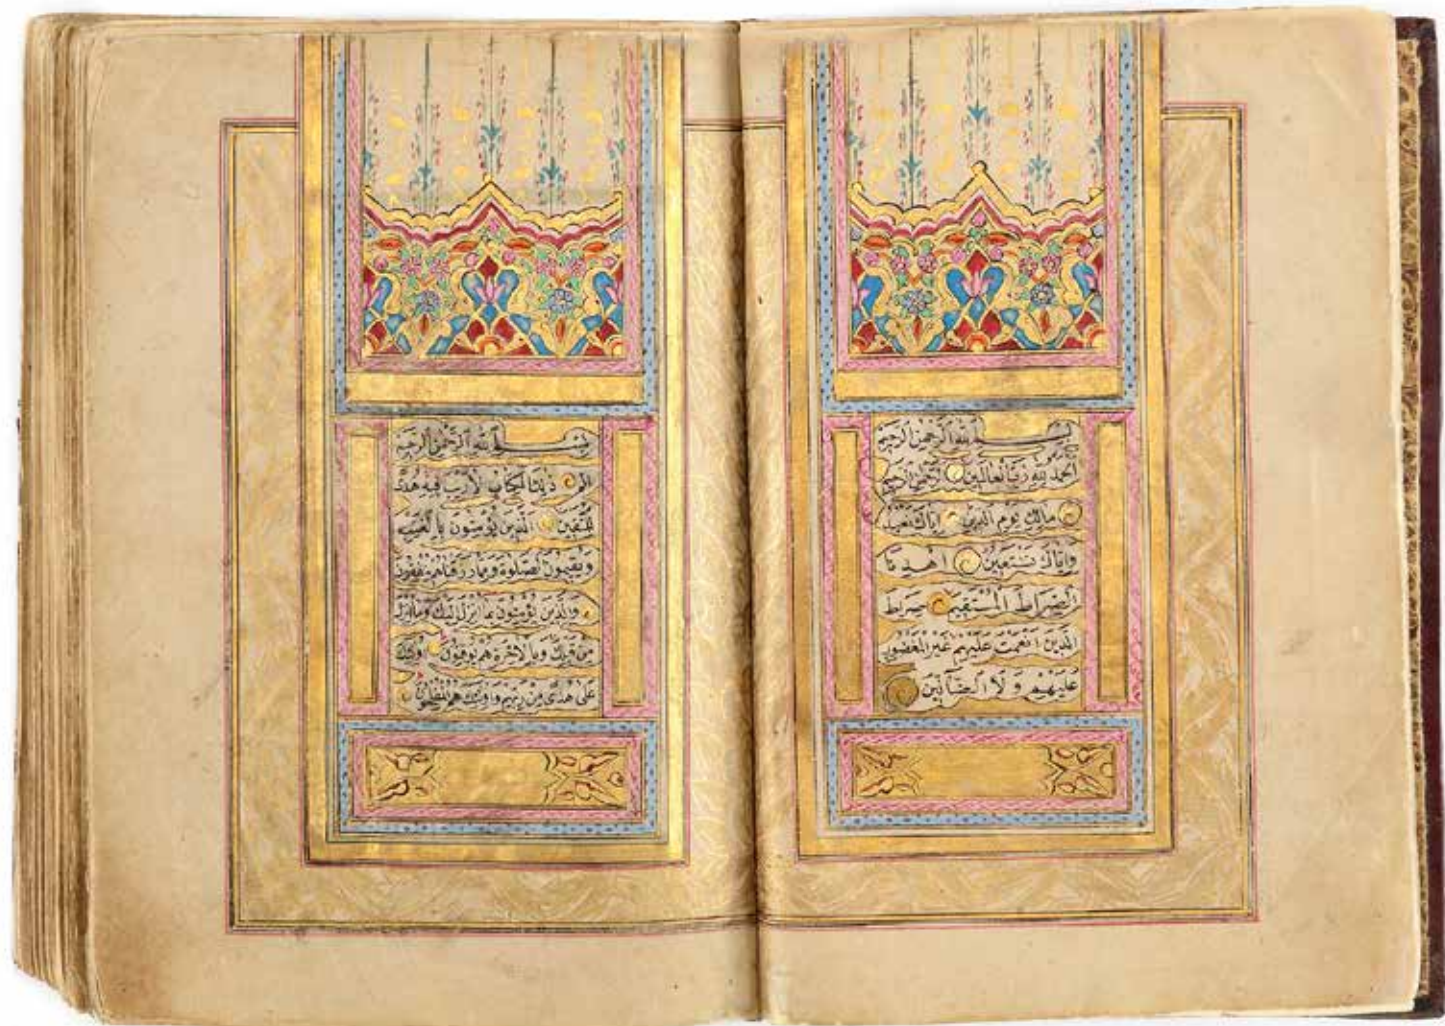 بسم الله الرحمن الرحيم
الحمد لله رب العالمين الرحمن الرحيم
مالك يوم الدين اياك نعبد
واياك نستعين اهدنا
الصراط المستقيم صراط
الذين انعمت عليهم غير المغضوب
عليهم ولا الضالين
بسم الله الرحمن الرحيم
الم ذلك الكتاب لاريب فيه هدى
للمتقين الذين يؤمنون بالغيب
ويقيمون الصلوة ومما رزقناهم ينفقون
والذين يؤمنون بما انزل اليك وما انزل
من قبلك وبالاخرة هم يوقنون اولئك
على هدى من ربهم واولئك هم المفلحون